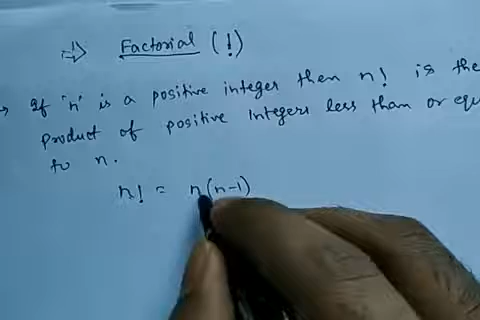 => Factorial (!)
→ If 'n' is a positive integer then n! is the
product of positive Integers less than or equ
to n.
n! = n(n-1)